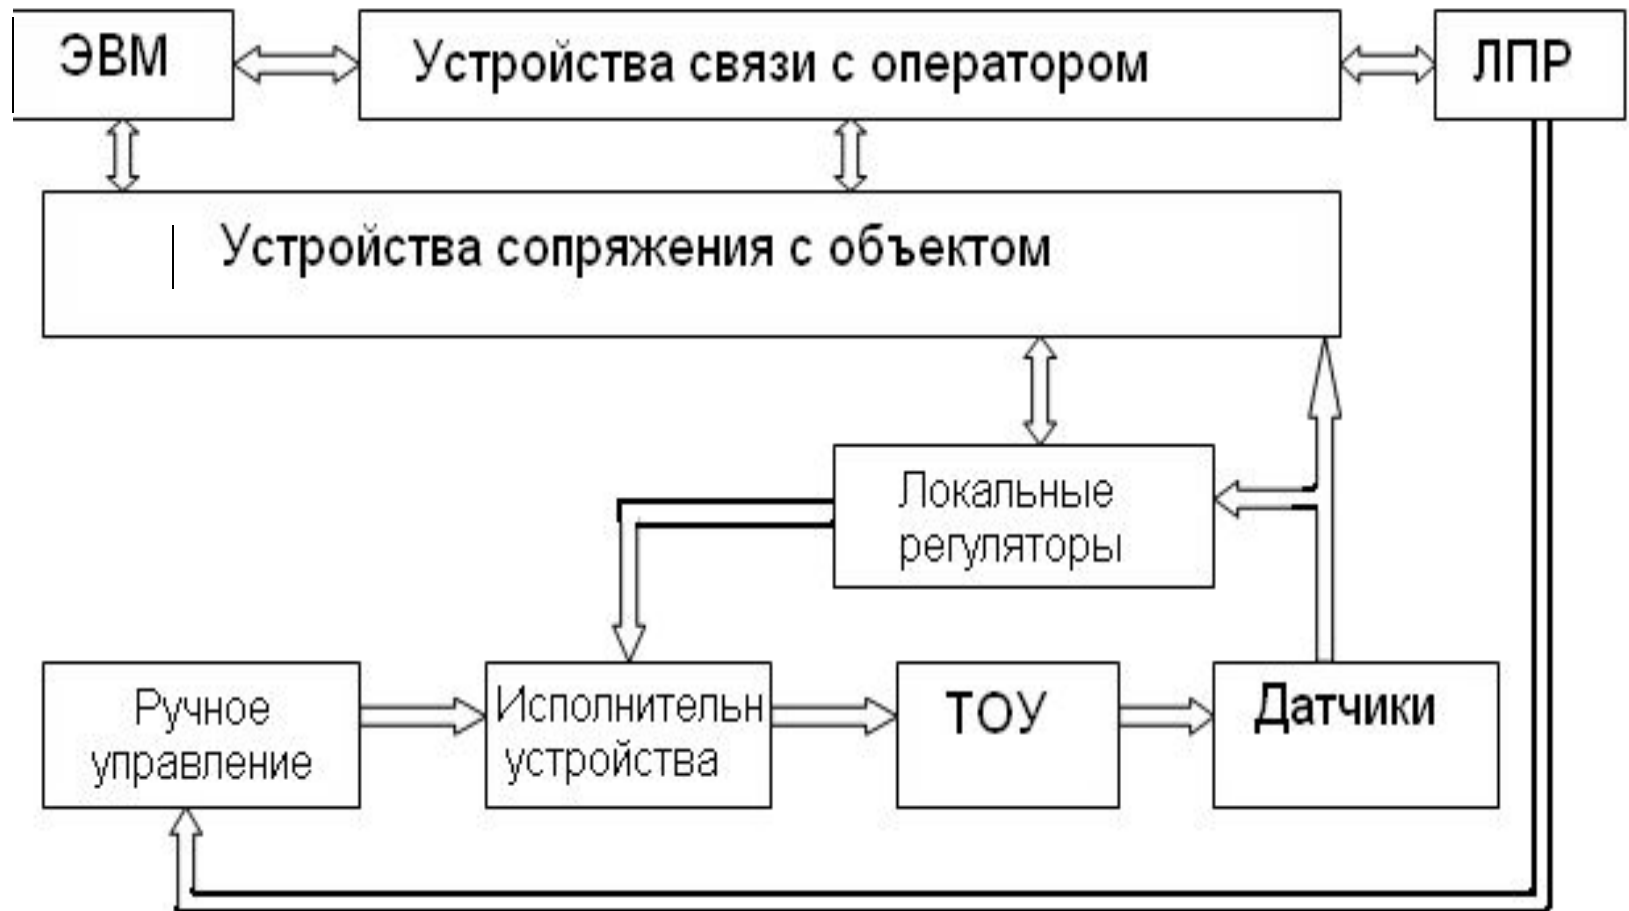 ЭВМ
Устройства связи с оператором
ЛПР
Устройства сопряжения с объектом
Локальные
регуляторы
Ручное
управление
Исполнительн
устройства
ТОУ
Датчики